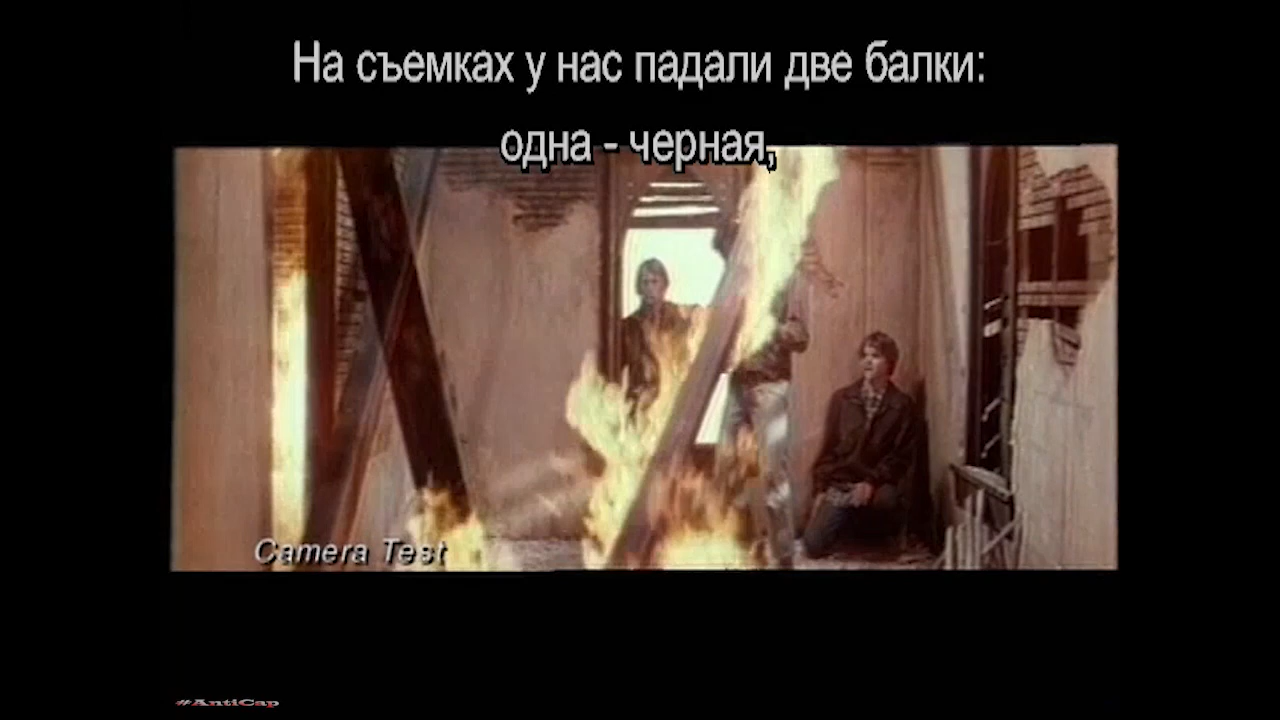 На съемках у нас падали две балки:
одна - черная,
Camera Test
#AntiCap